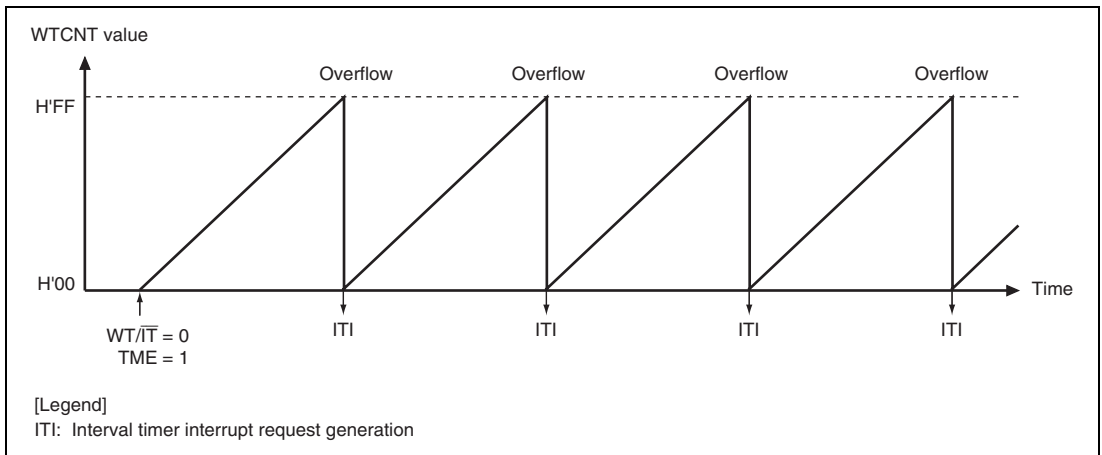 WTCNT value
Overflow Overflow Overflow Overflow
H'FF
H'00
Time
WT/I̅T̅ = 0
TME = 1
ITI ITI ITI ITI
[Legend]
ITI: Interval timer interrupt request generation